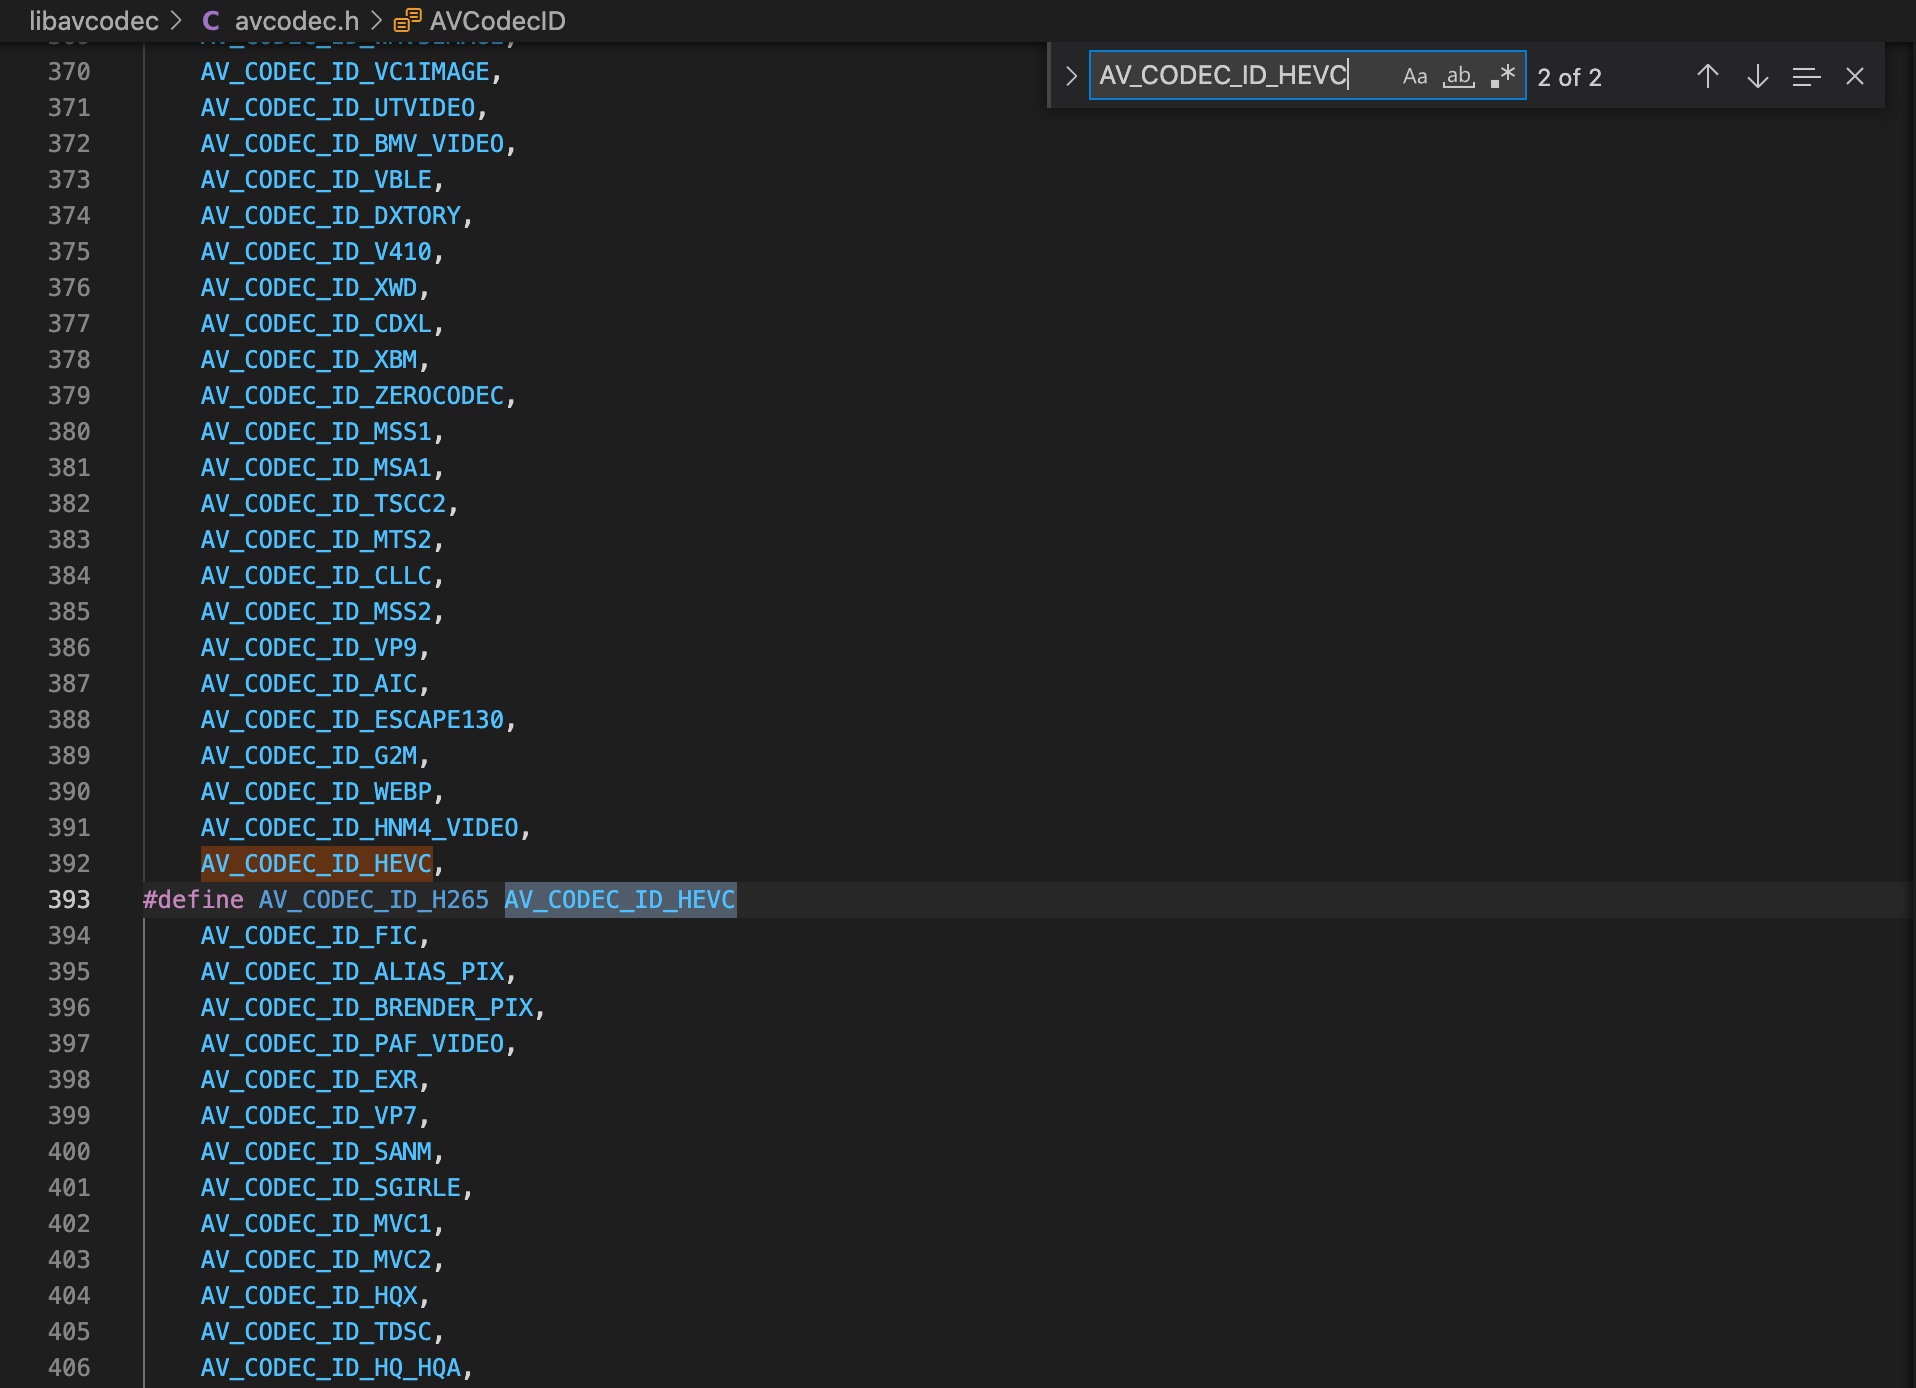 libavcodec > C avcodec.h > AVCodecID
AV_CODEC_ID_HEVC Aa ab .* 2 of 2
370 AV_CODEC_ID_VC1IMAGE,
371 AV_CODEC_ID_UTVIDEO,
372 AV_CODEC_ID_BMV_VIDEO,
373 AV_CODEC_ID_VBLE,
374 AV_CODEC_ID_DXTORY,
375 AV_CODEC_ID_V410,
376 AV_CODEC_ID_XWD,
377 AV_CODEC_ID_CDXL,
378 AV_CODEC_ID_XBM,
379 AV_CODEC_ID_ZEROCODEC,
380 AV_CODEC_ID_MSS1,
381 AV_CODEC_ID_MSA1,
382 AV_CODEC_ID_TSCC2,
383 AV_CODEC_ID_MTS2,
384 AV_CODEC_ID_CLLC,
385 AV_CODEC_ID_MSS2,
386 AV_CODEC_ID_VP9,
387 AV_CODEC_ID_AIC,
388 AV_CODEC_ID_ESCAPE130,
389 AV_CODEC_ID_G2M,
390 AV_CODEC_ID_WEBP,
391 AV_CODEC_ID_HNM4_VIDEO,
392 AV_CODEC_ID_HEVC,
393 #define AV_CODEC_ID_H265 AV_CODEC_ID_HEVC
394 AV_CODEC_ID_FIC,
395 AV_CODEC_ID_ALIAS_PIX,
396 AV_CODEC_ID_BRENDER_PIX,
397 AV_CODEC_ID_PAF_VIDEO,
398 AV_CODEC_ID_EXR,
399 AV_CODEC_ID_VP7,
400 AV_CODEC_ID_SANM,
401 AV_CODEC_ID_SGIRLE,
402 AV_CODEC_ID_MVC1,
403 AV_CODEC_ID_MVC2,
404 AV_CODEC_ID_HQX,
405 AV_CODEC_ID_TDSC,
406 AV_CODEC_ID_HQ_HQA,